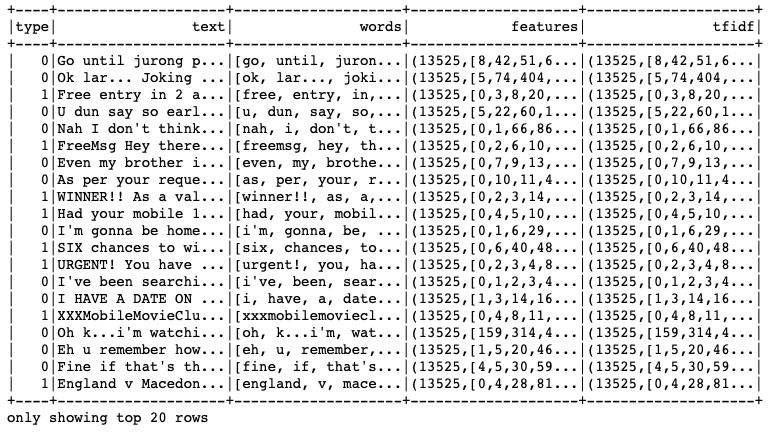 +----+--------------------+--------------------+--------------------+--------------------+
|type|                text|               words|            features|               tfidf|
+----+--------------------+--------------------+--------------------+--------------------+
|   0|Go until jurong p...|[go, until, juron...|(13525,[8,42,51,6...|(13525,[8,42,51,6...|
|   0|Ok lar... Joking ...|[ok, lar..., joki...|(13525,[5,74,404,...|(13525,[5,74,404,...|
|   1|Free entry in 2 a...|[free, entry, in,...|(13525,[0,3,8,20,...|(13525,[0,3,8,20,...|
|   0|U dun say so earl...|[u, dun, say, so,...|(13525,[5,22,60,1...|(13525,[5,22,60,1...|
|   0|Nah I don't think...|[nah, i, don't, t...|(13525,[0,1,66,86...|(13525,[0,1,66,86...|
|   1|FreeMsg Hey there...|[freemsg, hey, th...|(13525,[0,2,6,10,...|(13525,[0,2,6,10,...|
|   0|Even my brother i...|[even, my, brothe...|(13525,[0,7,9,13,...|(13525,[0,7,9,13,...|
|   0|As per your reque...|[as, per, your, r...|(13525,[0,10,11,4...|(13525,[0,10,11,4...|
|   1|WINNER!! As a val...|[winner!!, as, a,...|(13525,[0,2,3,14,...|(13525,[0,2,3,14,...|
|   1|Had your mobile 1...|[had, your, mobil...|(13525,[0,4,5,10,...|(13525,[0,4,5,10,...|
|   0|I'm gonna be home...|[i'm, gonna, be, ...|(13525,[0,1,6,29,...|(13525,[0,1,6,29,...|
|   1|SIX chances to wi...|[six, chances, to...|(13525,[0,6,40,48...|(13525,[0,6,40,48...|
|   1|URGENT! You have ...|[urgent!, you, ha...|(13525,[0,2,3,4,8...|(13525,[0,2,3,4,8...|
|   0|I've been searchi...|[i've, been, sear...|(13525,[0,1,2,3,4...|(13525,[0,1,2,3,4...|
|   0|I HAVE A DATE ON ...|[i, have, a, date...|(13525,[1,3,14,16...|(13525,[1,3,14,16...|
|   1|XXXMobileMovieClu...|[xxxmobilemoviecl...|(13525,[0,4,8,11,...|(13525,[0,4,8,11,...|
|   0|Oh k...i'm watchi...|[oh, k...i'm, wat...|(13525,[159,314,4...|(13525,[159,314,4...|
|   0|Eh u remember how...|[eh, u, remember,...|(13525,[1,5,20,46...|(13525,[1,5,20,46...|
|   0|Fine if that's th...|[fine, if, that's...|(13525,[4,5,30,59...|(13525,[4,5,30,59...|
|   1|England v Macedon...|[england, v, mace...|(13525,[0,4,28,81...|(13525,[0,4,28,81...|
+----+--------------------+--------------------+--------------------+--------------------+
only showing top 20 rows